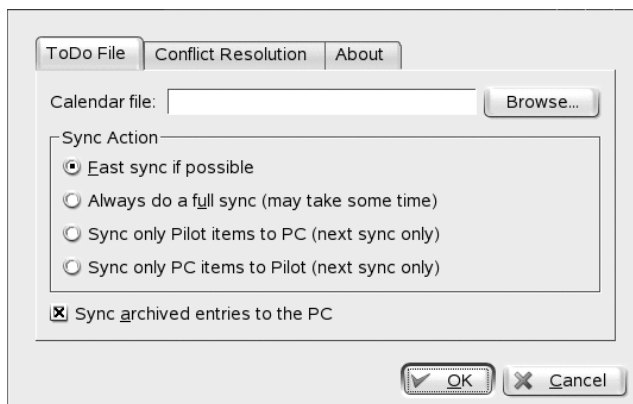 ToDo File Conflict Resolution About
Calendar file: Browse...
Sync Action
Fast sync if possible
Always do a full sync (may take some time)
Sync only Pilot items to PC (next sync only)
Sync only PC items to Pilot (next sync only)
Sync archived entries to the PC
OK Cancel